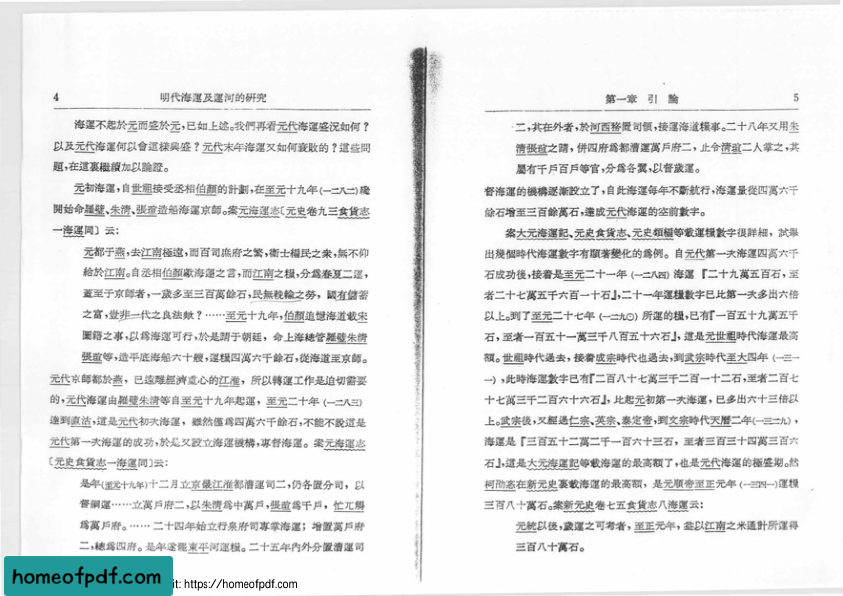 4 明代海運及運河的研究
海運不起於元而盛於元,已如上述。我們再看元代海運盛況如何?
以及元代海運何以會這樣興盛?元代末年海運又如何衰敗的?這些問
題,在這裏繼續加以論證。
元初海運,自世祖接受丞相伯顏的計劃,在至元十九年(一二八二)纔
開始命羅璧、朱清、張瑄造船海運京師。案元海運志〔元史卷九三食貨志
一海運同〕云:
元都于燕,去江南極遠,而百司庶府之繁,衞士編民之衆,無不仰
給於江南。自丞相伯顏獻海運之言,而江南之糧,分爲春夏二運,
蓋至于京師者,一歲多至三百萬餘石,民無輓輸之勞,國有儲蓄
之富,豈非一代之良法歟?……至元十九年,伯顏追憶海道載宋
圖籍之事,以爲海運可行,於是請于朝廷,命上海總管羅璧朱清
張瑄等,造平底海船六十艘,運糧四萬六千餘石,從海道至京師。
元代京師都於燕,已遠離經濟重心的江淮,所以轉運工作是迫切需要
的,元代海運由羅璧朱清等自至元十九年起運,至元二十年(一二八三)
達到直沽,這是元代初次海運,雖然僅爲四萬六千餘石,不能不說這是
元代第一次海運的成功,於是又設立海運機構,專督海運。案元海運志
〔元史食貨志一海運同〕云:
是年(至元十九年)十二月立京畿江淮都漕運司二,仍各置分司,以
督綱運……立萬戶府二,以朱清爲中萬戶,張瑄爲千戶,忙兀䚟
爲萬戶府。……二十四年始立行泉府司專掌海運;增置萬戶府
二,總爲四府。是年遂罷東平河運糧。二十五年內外分置漕運司
第一章 引論 5
二,其在外者,於河西務置司領,接運海道糧事。二十八年又用朱
清張瑄之請,併四府爲都漕運萬戶府二,止令清瑄二人掌之,其
屬有千戶百戶等官,分爲各翼,以督歲運。
督海運的機構逐漸設立了,自此海運每年不斷航行,海運量從四萬六千
餘石增至三百餘萬石,達成元代海運的空前數字。
案大元海運記、元史食貨志、元史類編等載運糧數字很詳細,試舉
出幾個時代海運數字有顯著變化的爲例。自元代第一次海運四萬六千
石成功後,接着是至元二十一年(一二八四)海運『二十九萬五百石,至
者二十七萬五千六百一十石』,二十一年運糧數字已比第一次多出六倍
以上。到了至元二十七年(一二九〇)所運的糧,已有『一百五十九萬五千
石,至者一百五十一萬三千八百五十六石』,這是元世祖時代海運最高
額。世祖時代過去,接着成宗時代也過去,到武宗時代至大四年(一三一
一),此時海運數字已有『二百八十七萬三千二百一十二石,至者二百七
十七萬三千二百六十六石』,比起元初第一次海運,已多出六十三倍以
上。武宗後,又經過仁宗、英宗、泰定帝,到文宗時代天曆二年(一三二九),
海運是『三百五十二萬二千一百六十三石,至者三百三十四萬三百六
石』,這是大元海運記等載海運的最高額了,也是元代海運的極盛期。然
柯劭忞在新元史裏載海運的最高額,是元順帝至正元年(一三四一)運糧
三百八十萬石。案新元史卷七五食貨志八海運云:
元統以後,歲運之可考者,至正元年,益以江南之米通計所運得
三百八十萬石。
homeofpdf.com
it: https://homeofpdf.com